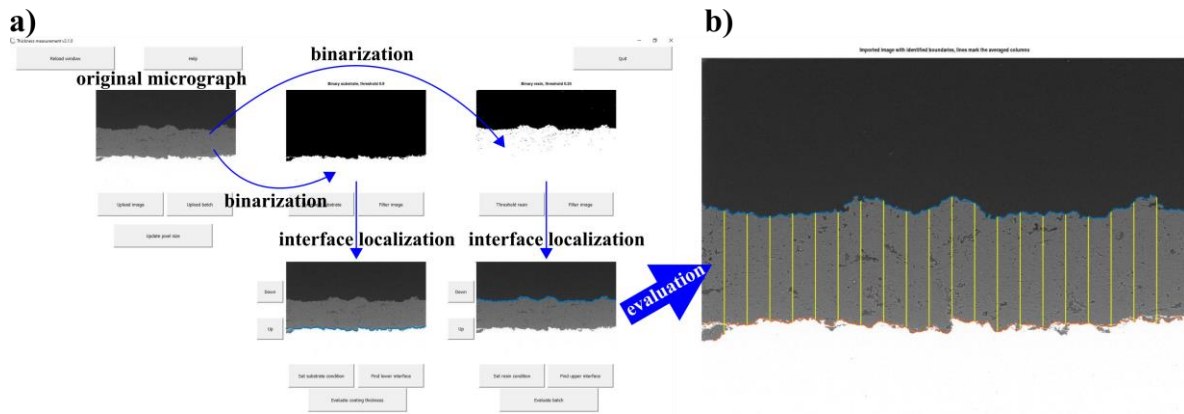 a)
b)
Thickness measurement v2.1.0
Reload window
Help
binarization
Quit
Imported image with identified boundaries, lines mark the averaged columns
original micrograph
Binary substrate, threshold 0.8
Binary resin, threshold 0.25
Upload image
Upload batch
binarization
Filter image
Threshold resin
Filter image
Update pixel size
interface localization
interface localization
Down
Down
evaluation
Up
Up
Set substrate condition
Find lower interface
Set resin condition
Find upper interface
Evaluate coating thickness
Evaluate batch